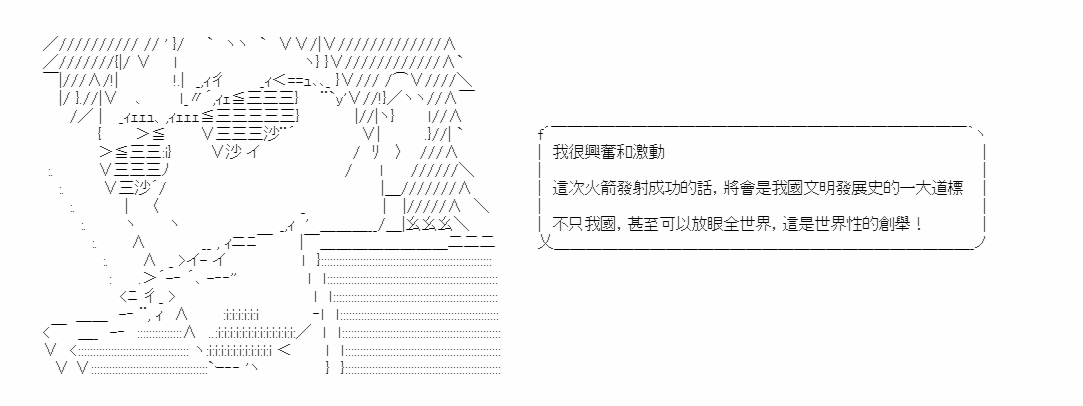 我很興奮和激動
這次火箭發射成功的話，將會是我國文明發展史的一大道標
不只我國，甚至可以放眼全世界，這是世界性的創舉！